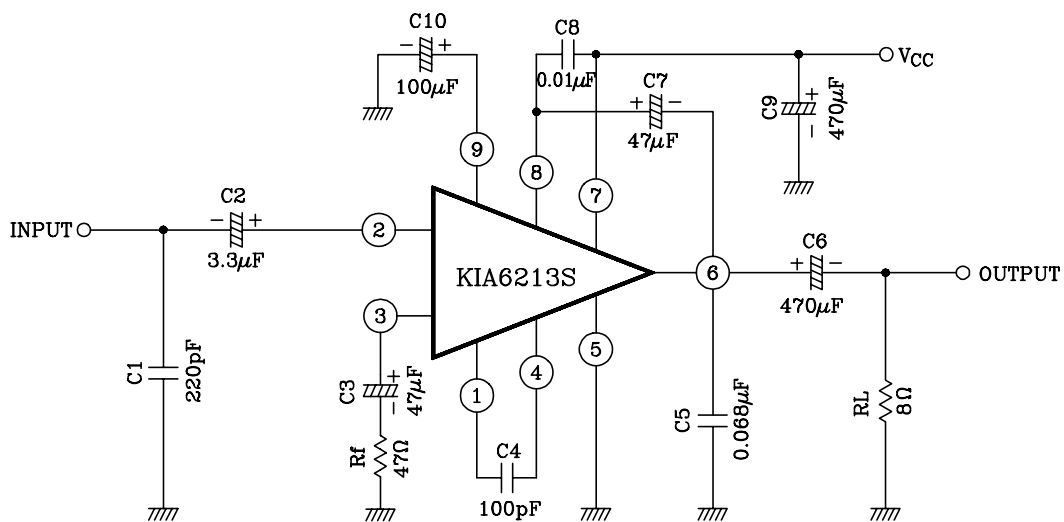 C10
- +
100μF
C8
0.01μF
VCC
C7
+ -
47μF
C9
+
-
470μF
9
8
7
C2
INPUT
- +
3.3μF
2
KIA6213S
6
C6
+ -
470μF
OUTPUT
3
5
C1
220pF
C3
+
-
47μF
1
4
Rf
47Ω
C4
100pF
C5
0.068μF
RL
8Ω